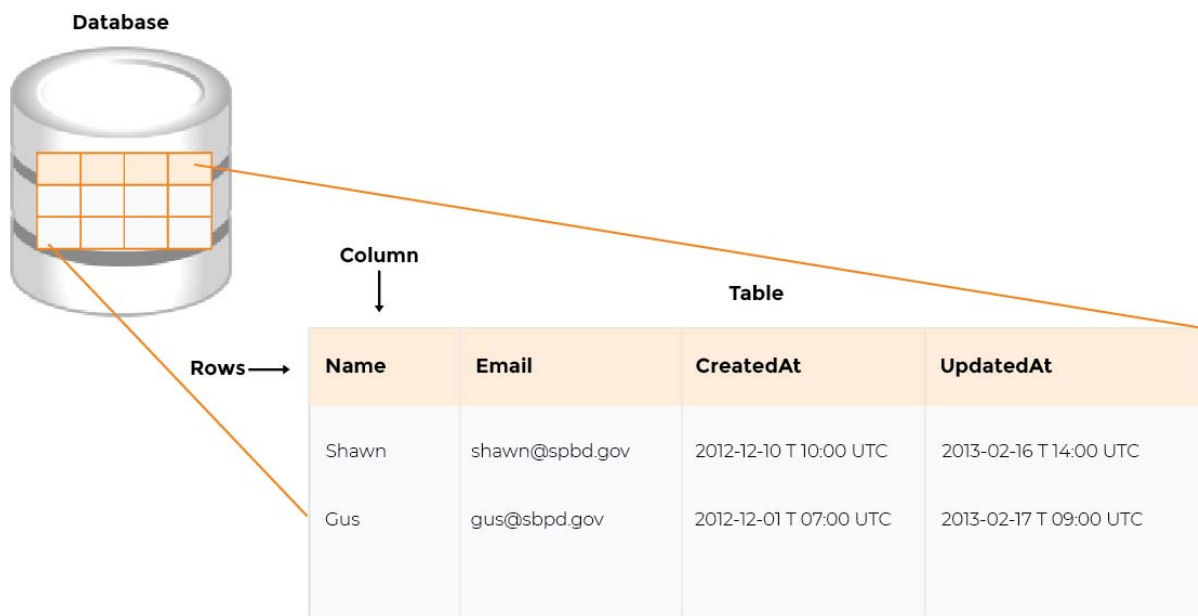 Database
Column
Table
Rows
Name Email CreatedAt UpdatedAt
Shawn shawn@spbd.gov 2012-12-10 T 10:00 UTC 2013-02-16 T 14:00 UTC
Gus gus@sbpd.gov 2012-12-01 T 07:00 UTC 2013-02-17 T 09:00 UTC